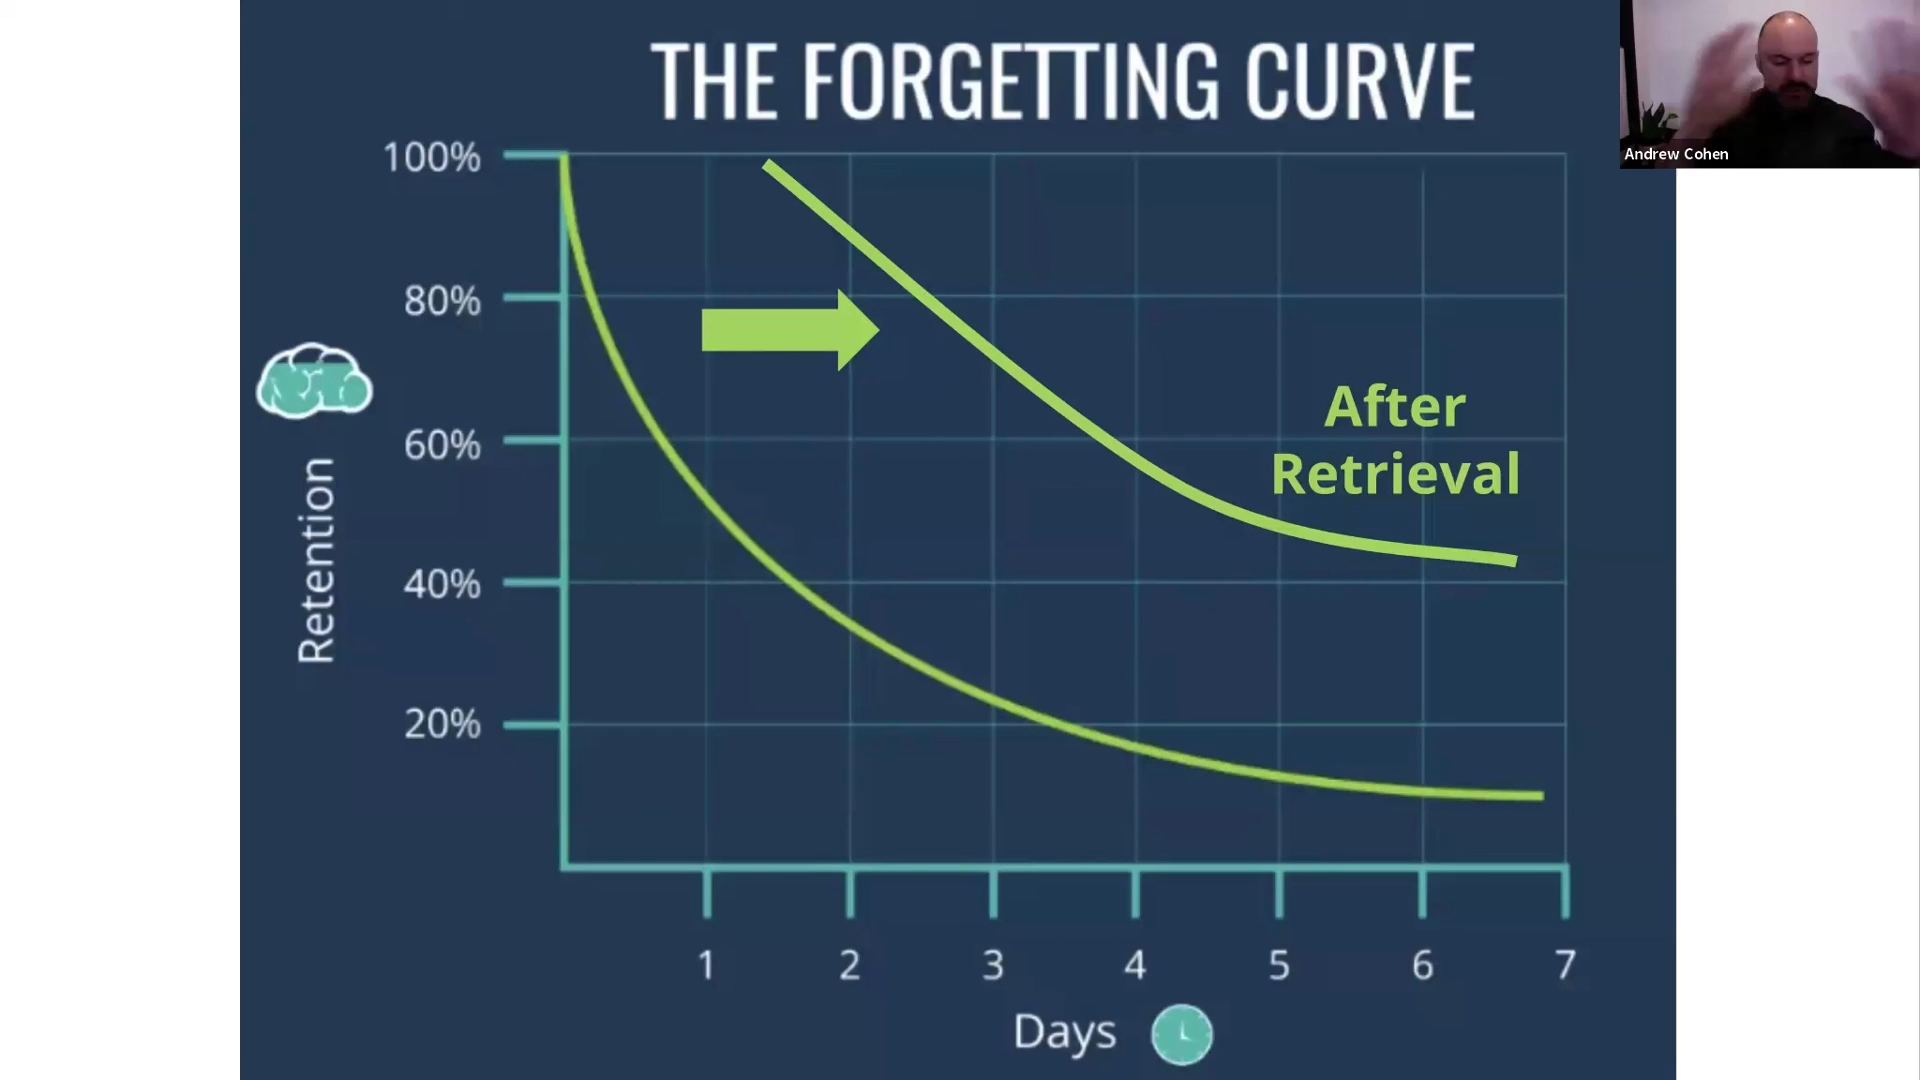 THE FORGETTING CURVE
Andrew Cohen
100%
80%
60%
40%
20%
Retention
After
Retrieval
1 2 3 4 5 6 7
Days